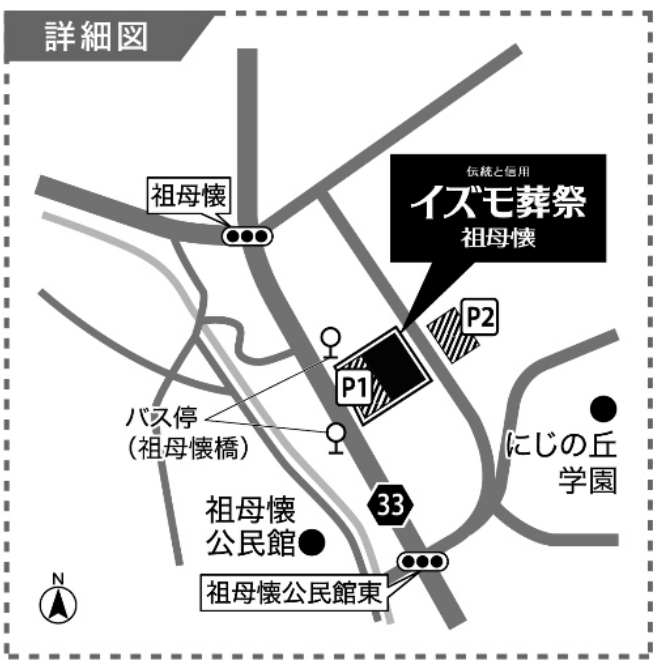 詳細図
祖母懐
伝統と信用
イズモ葬祭
祖母懐
P2
P1
バス停
（祖母懐橋）
にじの丘
学園
33
祖母懐
公民館
祖母懐公民館東
N